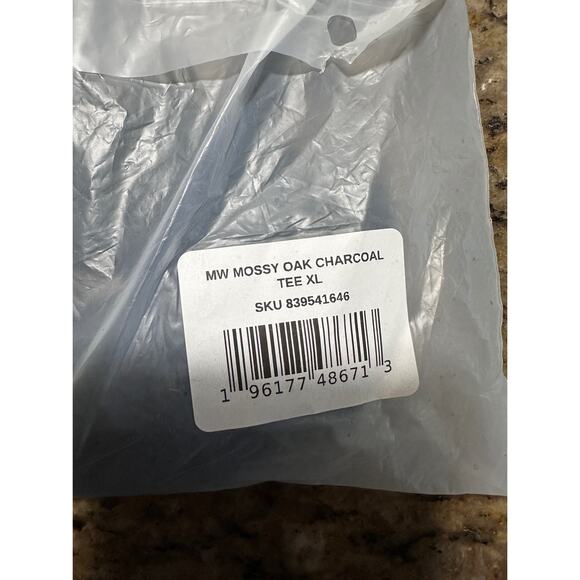 MW MOSSY OAK CHARCOAL
TEE XL
SKU 839541646
1 96177 48671 3